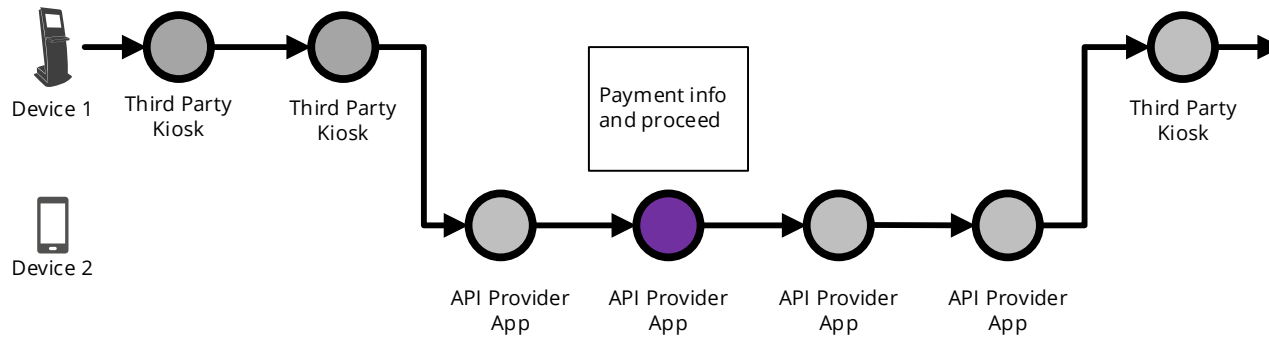 Device 1
Third Party
Kiosk
Third Party
Kiosk
Payment info
and proceed
Third Party
Kiosk
Device 2
API Provider
App
API Provider
App
API Provider
App
API Provider
App